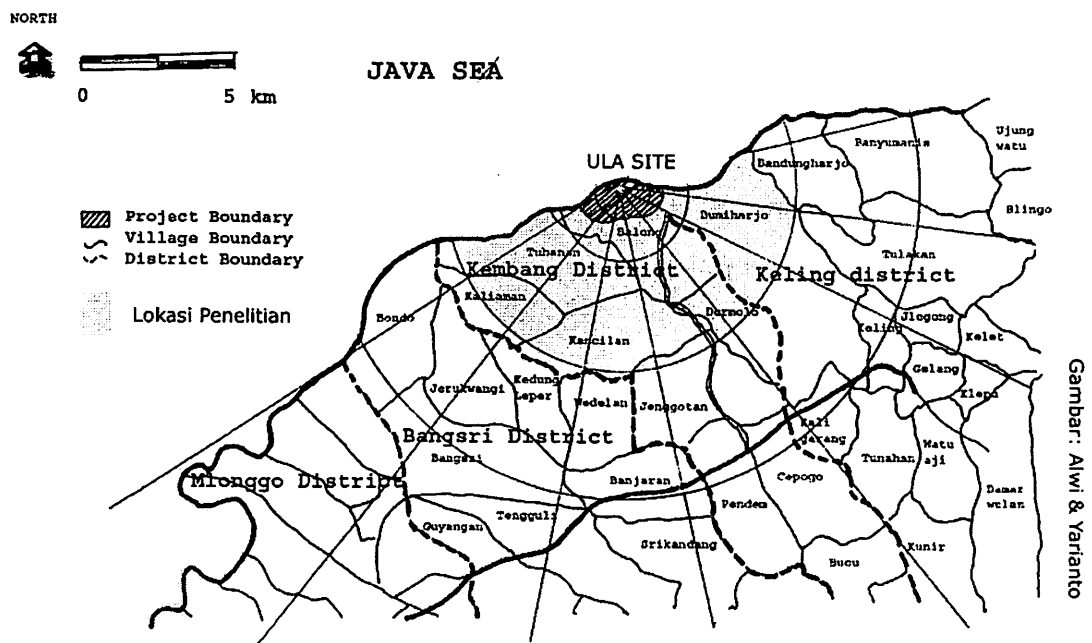 NORTH
0 5 km
JAVA SEA
ULA SITE
Project Boundary
Village Boundary
District Boundary
Lokasi Penelitian
Ujung
watu
Banyumanis
Bandungharjo
Blingo
Dumiharjo
Balong
Tubanan
Kembang District
Keling district
Tulakan
Kaliaman
Bondo
Dermolo
Keling
Jlogong
Kelet
Kancilan
Gelang
Klepu
Jerukwangi
Kedung
Leper
Wedelan
Jenggotan
Bangsri District
Kali
garang
Tunahan
Watu
aji
Bangsri
Mlonggo District
Banjaran
Cepogo
Damar
wulan
Pendem
Guyangan
Tengguli
Srikandang
Bucu
Kunir
Gambar: Alwi & Yarianto